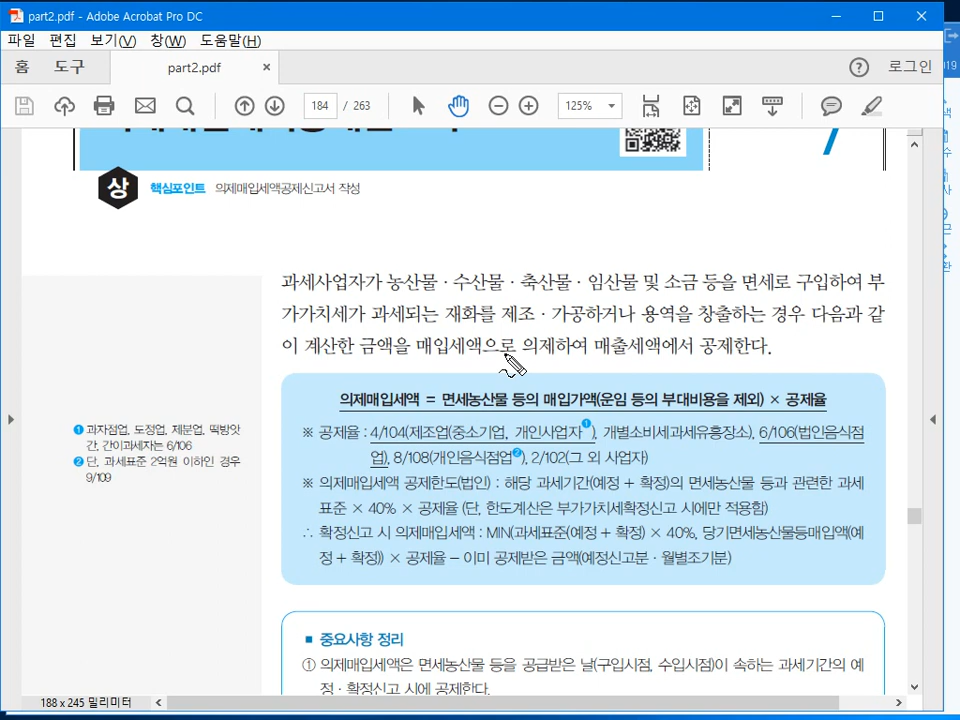 part2.pdf - Adobe Acrobat Pro DC
파일 편집 보기(V) 창(W) 도움말(H)
홈 도구 part2.pdf × 로그인
184 / 263 125%
상 핵심포인트 의제매입세액공제신고서 작성
과세사업자가 농산물 · 수산물 · 축산물 · 임산물 및 소금 등을 면세로 구입하여 부
가가치세가 과세되는 재화를 제조 · 가공하거나 용역을 창출하는 경우 다음과 같
이 계산한 금액을 매입세액으로 의제하여 매출세액에서 공제한다.
의제매입세액 = 면세농산물 등의 매입가액(운임 등의 부대비용을 제외) × 공제율
※ 공제율 : 4/104(제조업(중소기업, 개인사업자❶), 개별소비세과세유흥장소), 6/106(법인음식점
업), 8/108(개인음식점업❷), 2/102(그 외 사업자)
※ 의제매입세액 공제한도(법인) : 해당 과세기간(예정 + 확정)의 면세농산물 등과 관련한 과세
표준 × 40% × 공제율 (단, 한도계산은 부가가치세확정신고 시에만 적용함)
∴ 확정신고 시 의제매입세액 : MIN(과세표준(예정 + 확정) × 40%, 당기면세농산물등매입액(예
정 + 확정)) × 공제율 − 이미 공제받은 금액(예정신고분 · 월별조기분)
❶ 과자점업, 도정업, 제분업, 떡방앗
간, 간이과세자는 6/106
❷ 단, 과세표준 2억원 이하인 경우
9/109
■ 중요사항 정리
① 의제매입세액은 면세농산물 등을 공급받은 날(구입시점, 수입시점)이 속하는 과세기간의 예
정 · 확정신고 시에 공제한다.
188 x 245 밀리미터